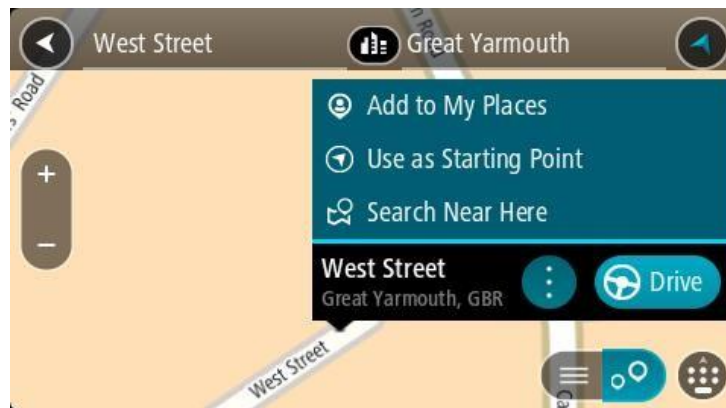 West Street
Great Yarmouth
Road
Road
Add to My Places
Use as Starting Point
Search Near Here
West Street
Great Yarmouth, GBR
Drive
West Street